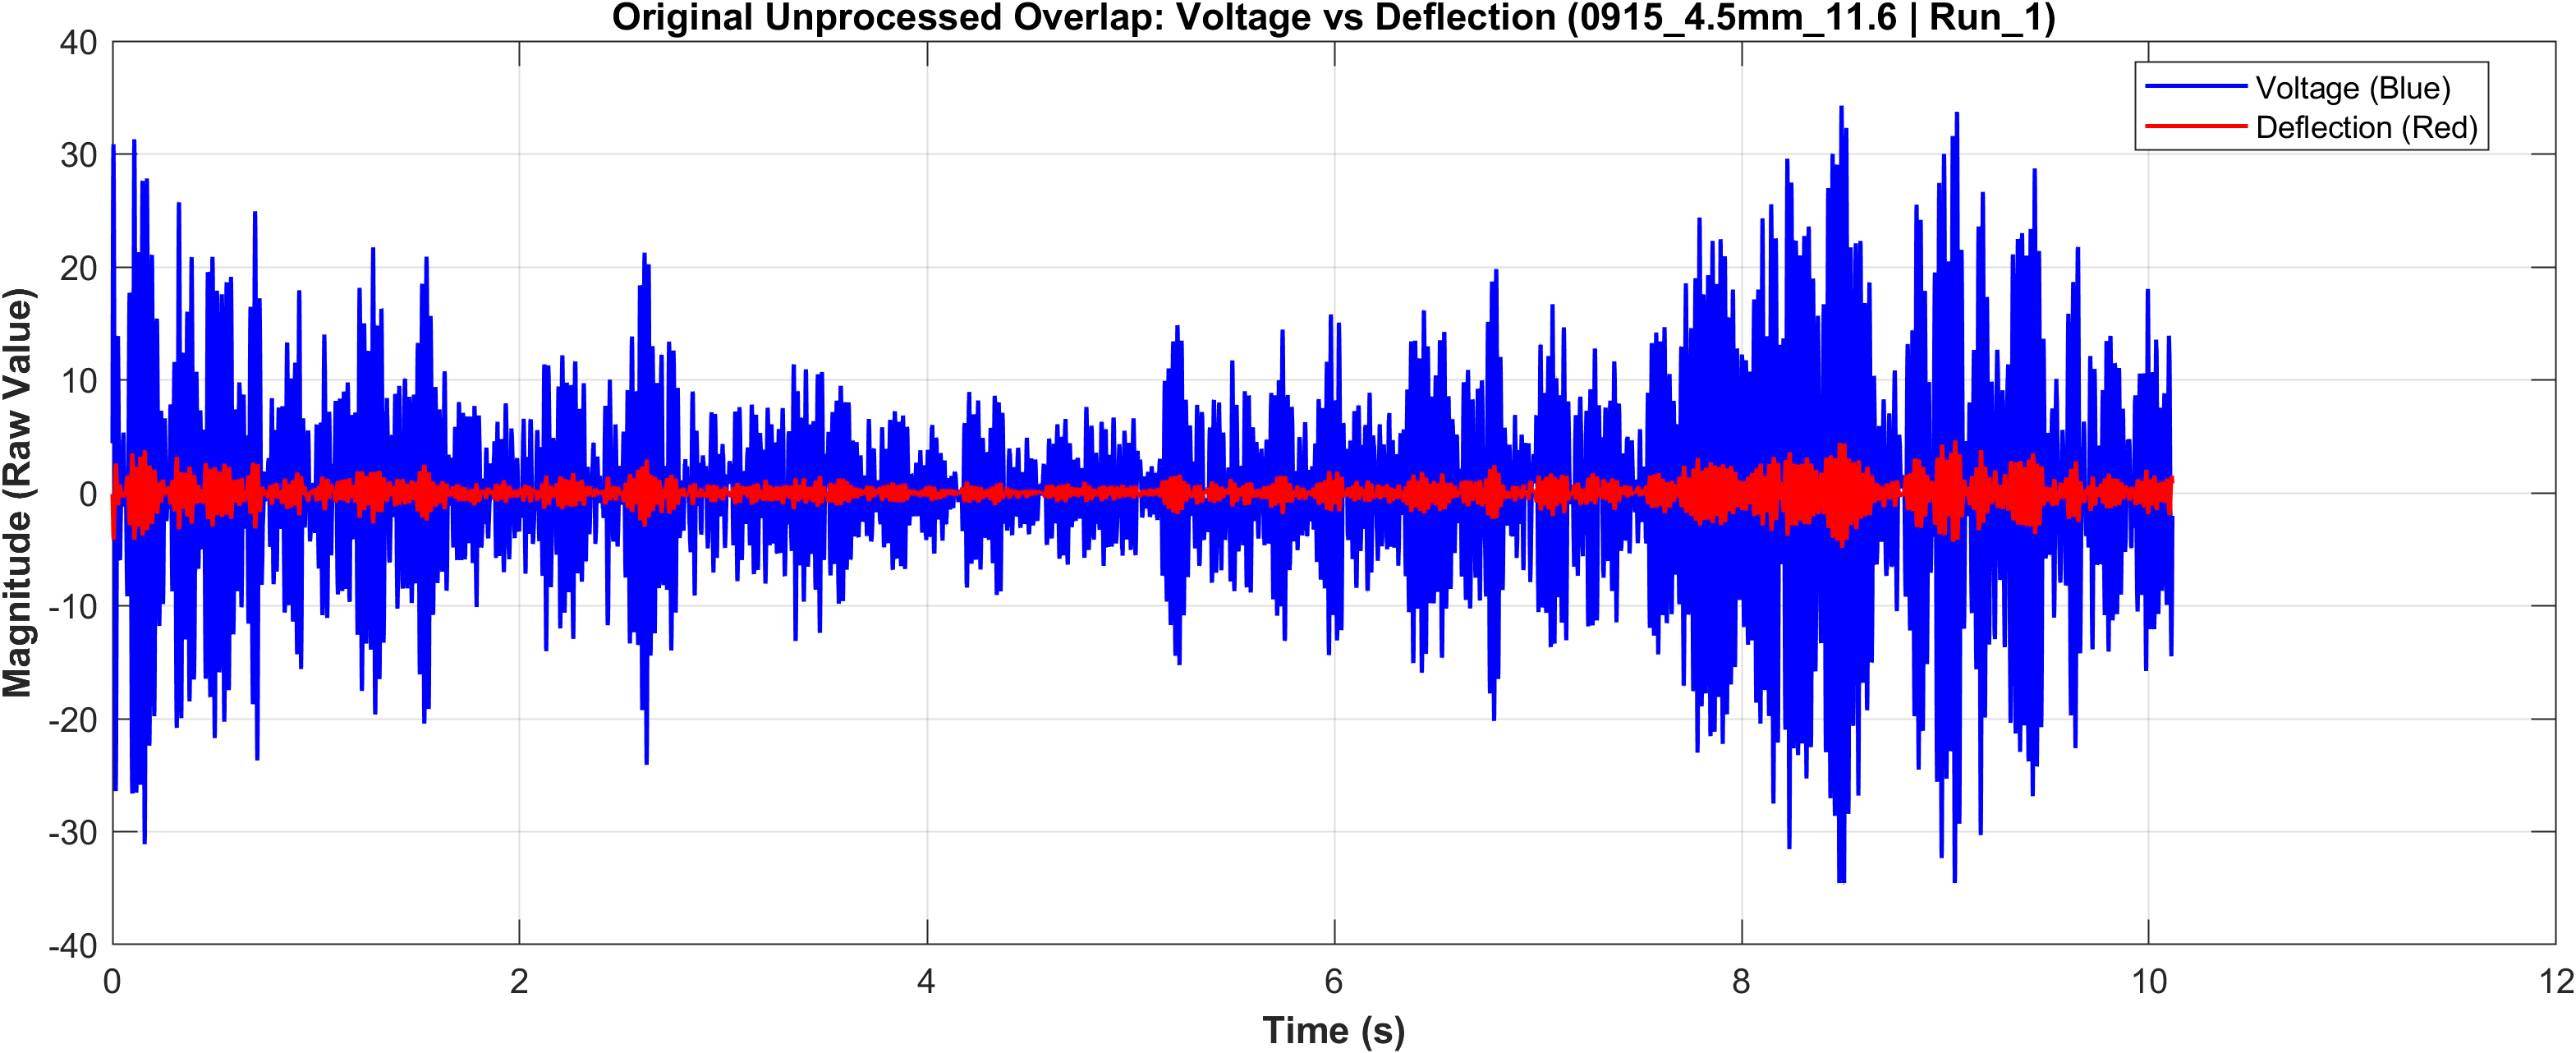 Original Unprocessed Overlap: Voltage vs Deflection (0915_4.5mm_11.6 | Run_1)
Voltage (Blue)
Deflection (Red)
Magnitude (Raw Value)
40
30
20
10
0
-10
-20
-30
-40
0 2 4 6 8 10 12
Time (s)